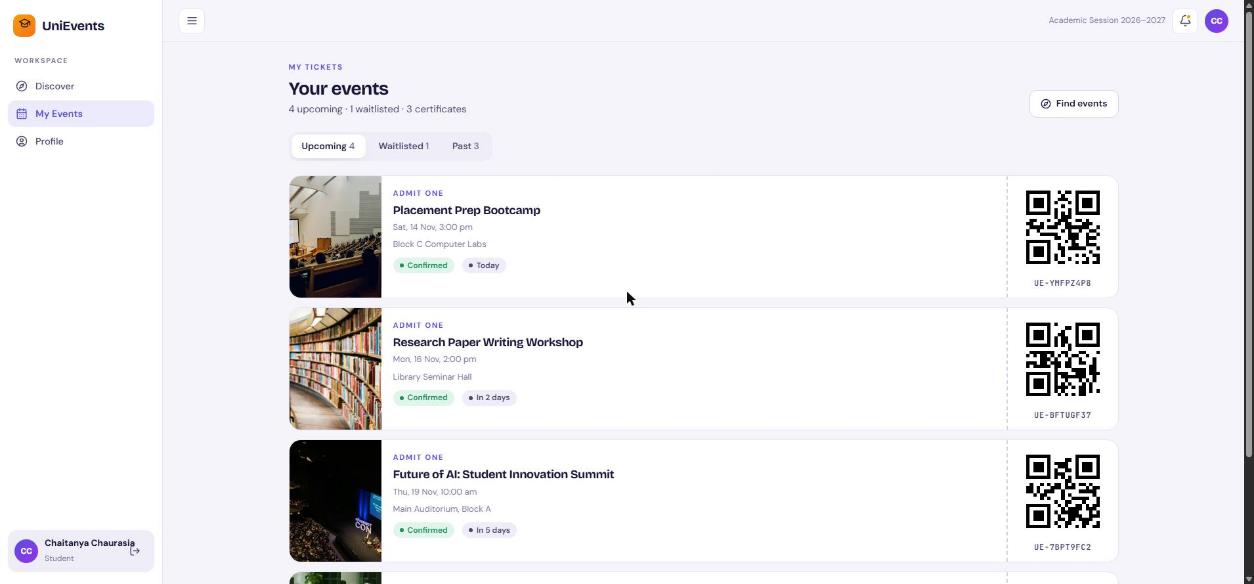 UniEvents
WORKSPACE
Discover
My Events
Profile
Chaitanya Chaurasia
CC
Student
Academic Session 2026–2027
CC
MY TICKETS
Your events
4 upcoming · 1 waitlisted · 3 certificates
Find events
Upcoming 4
Waitlisted 1
Past 3
ADMIT ONE
Placement Prep Bootcamp
Sat, 14 Nov, 3:00 pm
Block C Computer Labs
Confirmed
Today
UE-YMFPZ4P8
ADMIT ONE
Research Paper Writing Workshop
Mon, 16 Nov, 2:00 pm
Library Seminar Hall
Confirmed
In 2 days
UE-BFTUGF37
ADMIT ONE
Future of AI: Student Innovation Summit
Thu, 19 Nov, 10:00 am
Main Auditorium, Block A
Confirmed
In 5 days
UE-7BPT9FC2
CON